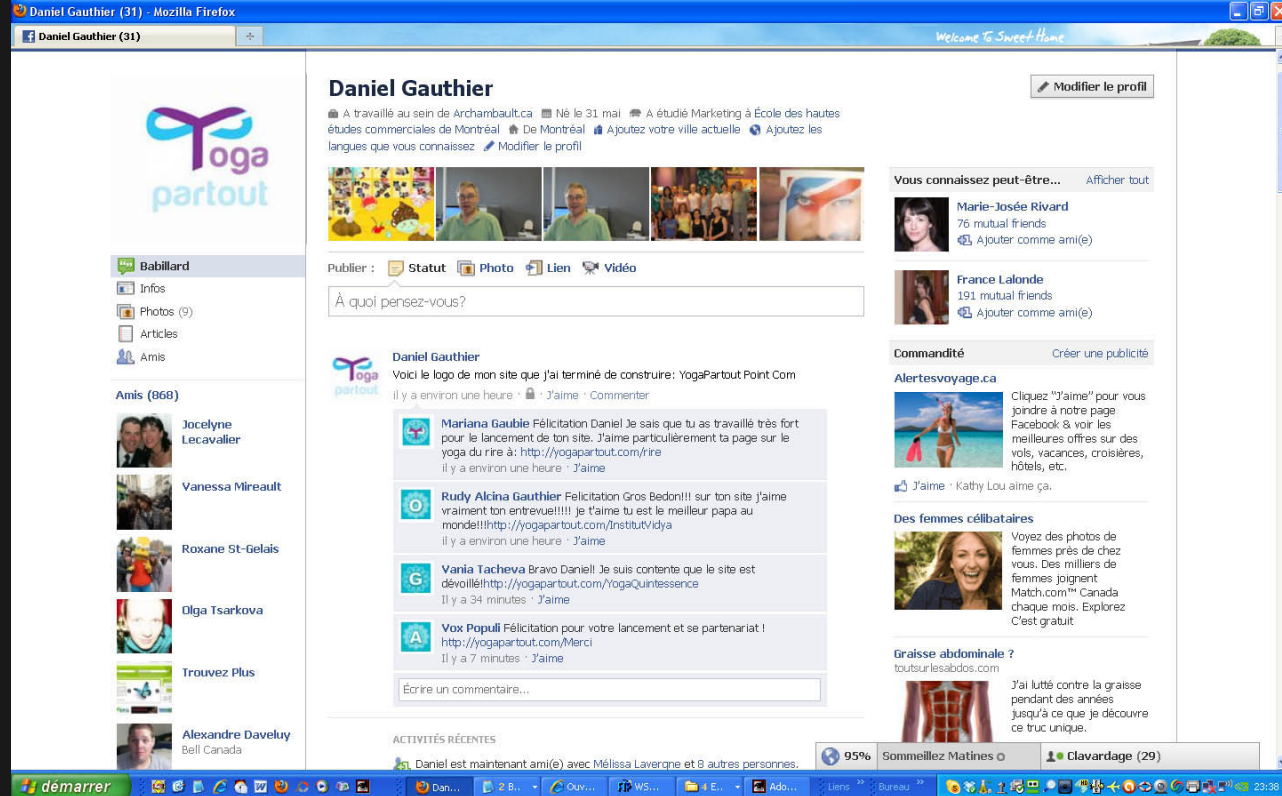 Daniel Gauthier (31) - Mozilla Firefox
Daniel Gauthier (31)
Welcome To Sweet Home
Yoga
partout
Daniel Gauthier
A travaillé au sein de Archambault.ca Né le 31 mai A étudié Marketing à École des hautes
études commerciales de Montréal De Montréal Ajoutez votre ville actuelle Ajoutez les
langues que vous connaissez Modifier le profil
Modifier le profil
Babillard
Infos
Photos (9)
Articles
Amis
Amis (868)
Jocelyne
Lecavalier
Vanessa Mireault
Roxane St-Gelais
Olga Tsarkova
Trouvez Plus
Alexandre Daveluy
Bell Canada
Publier : Statut Photo Lien Vidéo
À quoi pensez-vous?
Yoga
partout
Daniel Gauthier
Voici le logo de mon site que j'ai terminé de construire: YogaPartout Point Com
il y a environ une heure · J'aime · Commenter
Mariana Gaubie Félicitation Daniel Je sais que tu as travaillé très fort
pour le lancement de ton site. J'aime particulièrement ta page sur le
yoga du rire à: http://yogapartout.com/rire
il y a environ une heure · J'aime
O
Rudy Alcina Gauthier Felicitation Gros Bedon!!! sur ton site j'aime
vraiment ton entrevue!!!!! je t'aime tu est le meilleur papa au
monde!!!http://yogapartout.com/InstitutVidya
il y a environ une heure · J'aime
G
Vania Tacheva Bravo Daniel! Je suis contente que le site est
dévoillé!http://yogapartout.com/YogaQuintessence
Il y a 34 minutes · J'aime
A
Vox Populi Félicitation pour votre lancement et se partenariat !
http://yogapartout.com/Merci
Il y a 7 minutes · J'aime
Écrire un commentaire...
ACTIVITÉS RÉCENTES
Daniel est maintenant ami(e) avec Mélissa Lavergne et 8 autres personnes.
Vous connaissez peut-être... Afficher tout
Marie-Josée Rivard
76 mutual friends
Ajouter comme ami(e)
France Lalonde
191 mutual friends
Ajouter comme ami(e)
Commandité Créer une publicité
Alertesvoyage.ca
Cliquez "J'aime" pour vous
joindre à notre page
Facebook & voir les
meilleures offres sur des
vols, vacances, croisières,
hôtels, etc.
J'aime · Kathy Lou aime ça.
Des femmes célibataires
Voyez des photos de
femmes près de chez
vous. Des milliers de
femmes joignent
Match.com™ Canada
chaque mois. Explorez
C'est gratuit
Graisse abdominale ?
toutsurlesabdos.com
J'ai lutté contre la graisse
pendant des années
jusqu'à ce que je découvre
ce truc unique.
95% Sommeillez Matines Clavardage (29)
démarrer Dan... 2 B.. Ouv... WS... 4 E.. Ado... Liens » Bureau » 23:38